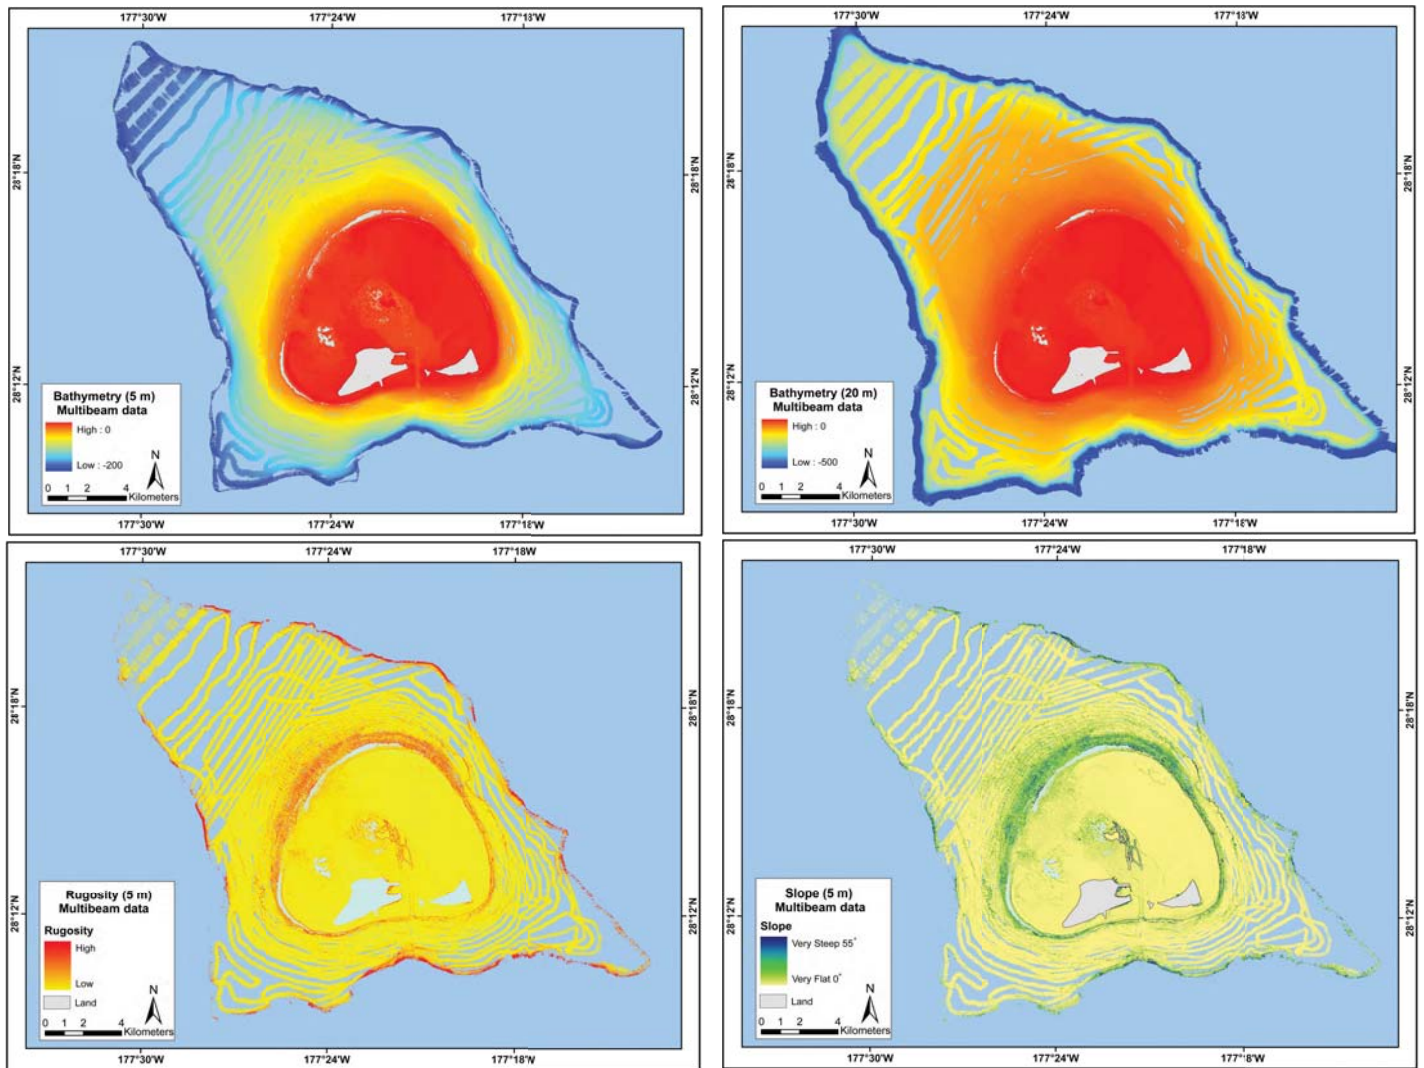 177°30'W 177°24'W 177°18'W
28°18'N 28°18'N
28°12'N 28°12'N
Bathymetry (5 m)
Multibeam data
High : 0
Low : -200
N
0 1 2 4
Kilometers
177°30'W 177°24'W 177°18'W
177°30'W 177°24'W 177°18'W
28°18'N 28°18'N
28°12'N 28°12'N
Bathymetry (20 m)
Multibeam data
High : 0
Low : -500
N
0 1 2 4
Kilometers
177°30'W 177°24'W 177°18'W
177°30'W 177°24'W 177°18'W
28°18'N 28°18'N
28°12'N 28°12'N
Rugosity (5 m)
Multibeam data
Rugosity
High
Low
Land
N
0 1 2 4
Kilometers
177°30'W 177°24'W 177°18'W
177°30'W 177°24'W 177°18'W
28°18'N 28°18'N
28°12'N 28°12'N
Slope (5 m)
Multibeam data
Slope
Very Steep 55°
Very Flat 0°
Land
N
0 1 2 4
Kilometers
177°30'W 177°24'W 177°'8'W